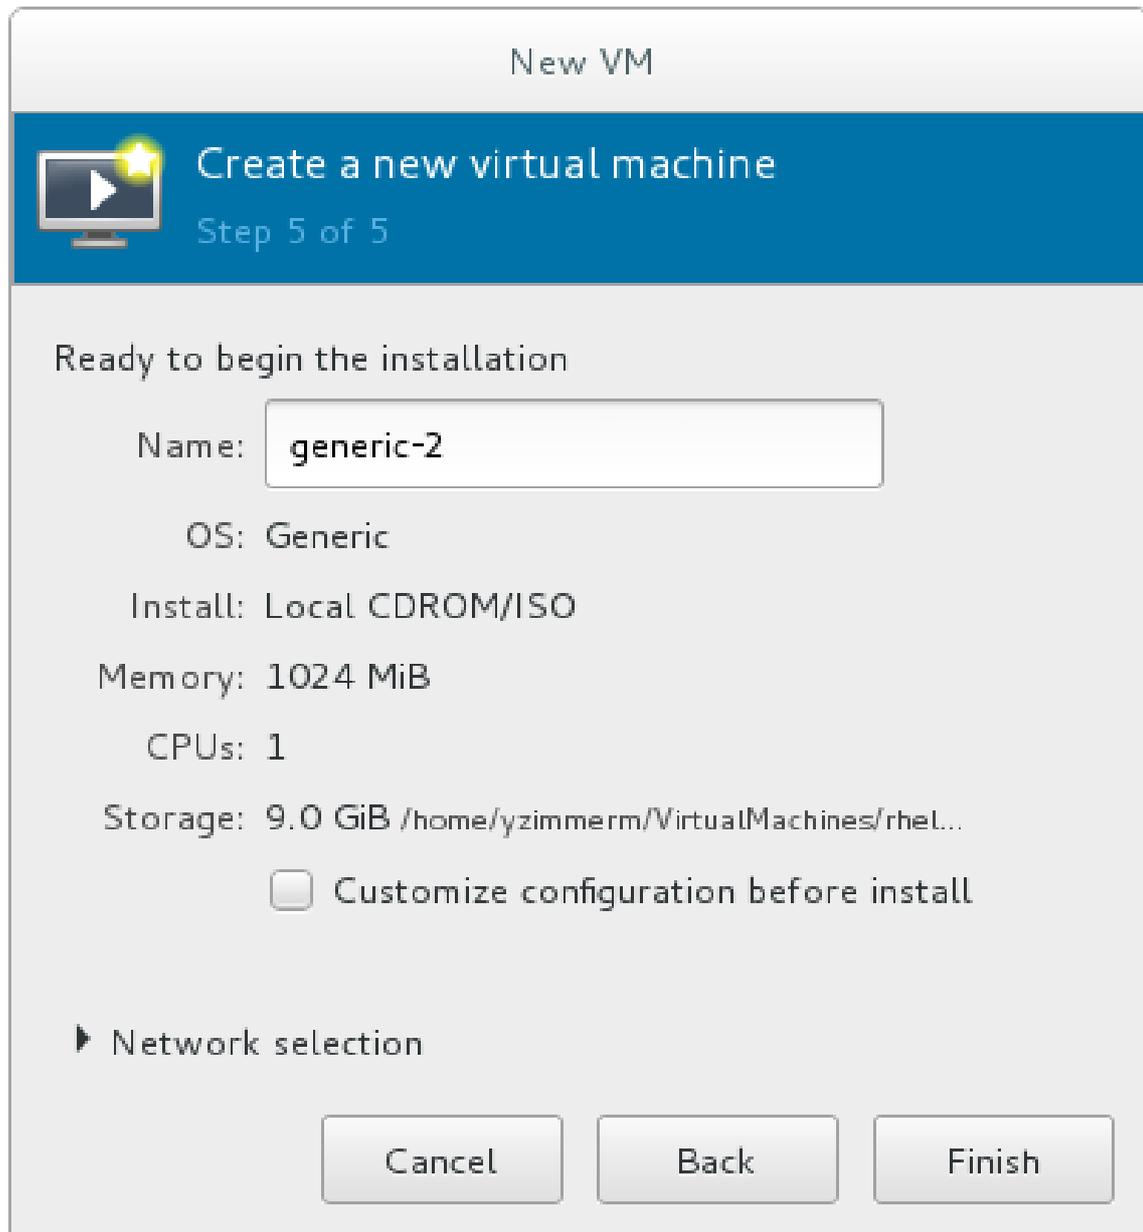 New VM
Create a new virtual machine
Step 5 of 5
Ready to begin the installation
Name: generic-2
OS: Generic
Install: Local CDROM/ISO
Memory: 1024 MiB
CPUs: 1
Storage: 9.0 GiB /home/yzimmerm/VirtualMachines/rhel...
Customize configuration before install
Network selection
Cancel Back Finish